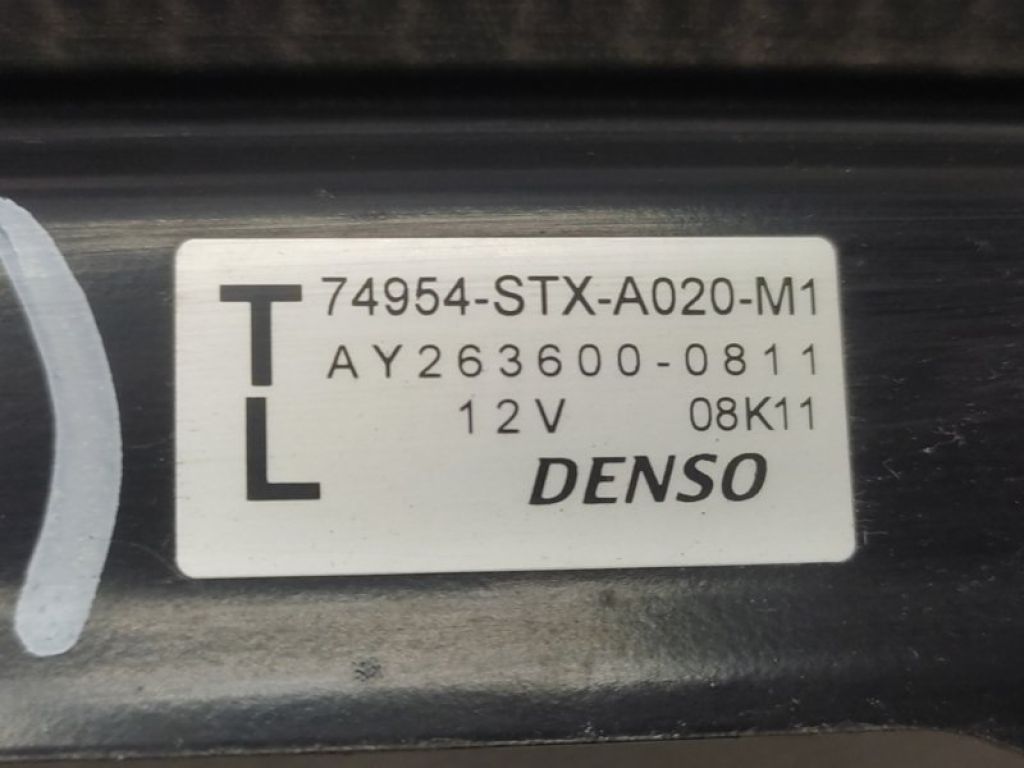 T 74954-STX-A020-M1
AY263600-0811
L 12V 08K11
DENSO